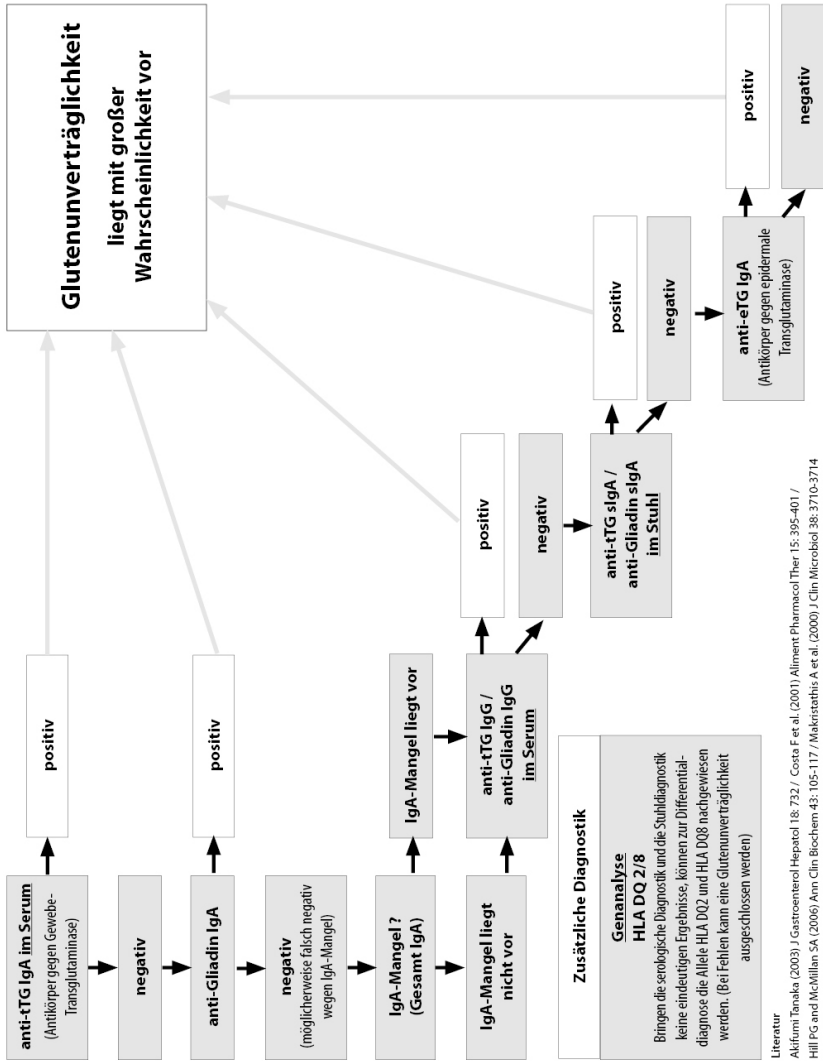 Glutenunverträglichkeit
liegt mit großer
Wahrscheinlichkeit vor
anti-tTG IgA im Serum
(Antikörper gegen Gewebe-
Transglutaminase)
positiv
negativ
anti-Gliadin IgA
positiv
negativ
(möglicherweise falsch negativ
wegen IgA-Mangel)
IgA-Mangel ?
(Gesamt IgA)
IgA-Mangel liegt vor
IgA-Mangel liegt
nicht vor
anti-tTG IgG /
anti-Gliadin IgG
im Serum
positiv
negativ
anti-tTG sIgA /
anti-Gliadin sIgA
im Stuhl
positiv
negativ
anti-eTG IgA
(Antikörper gegen epidermale
Transglutaminase)
positiv
negativ
Zusätzliche Diagnostik
Genanalyse
HLA DQ 2/8
Bringen die serologische Diagnostik und die Stuhldiagnostik
keine eindeutigen Ergebnisse, können zur Differential-
diagnose die Allele HLA DQ2 und HLA DQ8 nachgewiesen
werden. (Bei Fehlen kann eine Glutenunverträglichkeit
ausgeschlossen werden)
Literatur
Akifumi Tanaka (2003) J Gastroenterol Hepatol 18: 732 / Costa F et al. (2001) Aliment Pharmacol Ther 15: 395-401 /
Hill PG and McMillan SA (2006) Ann Clin Biochem 43: 105-117 / Makristathis A et al. (2000) J Clin Microbiol 38: 3710-3714